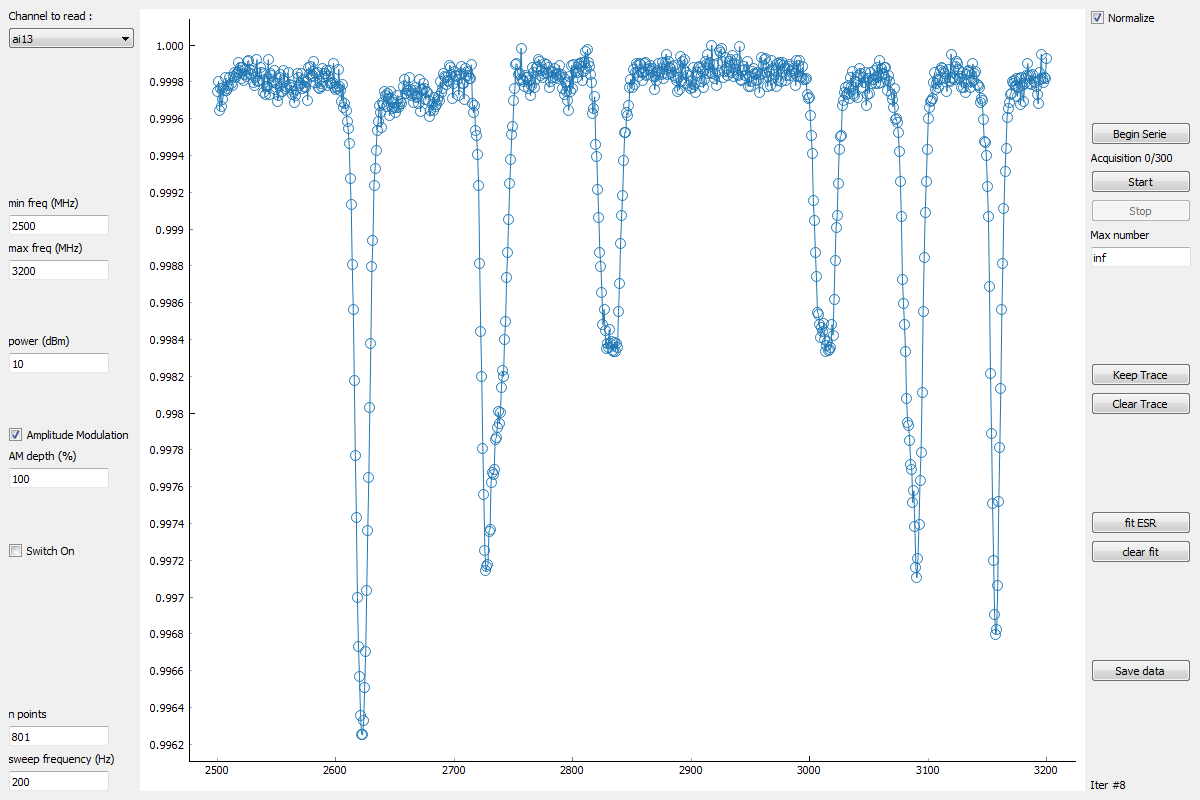 Channel to read :
ai13
min freq (MHz)
2500
max freq (MHz)
3200
power (dBm)
10
Amplitude Modulation
AM depth (%)
100
Switch On
n points
801
sweep frequency (Hz)
200
1.000
0.9998
0.9996
0.9994
0.9992
0.999
0.9988
0.9986
0.9984
0.9982
0.998
0.9978
0.9976
0.9974
0.9972
0.997
0.9968
0.9966
0.9964
0.9962
2500 2600 2700 2800 2900 3000 3100 3200
Normalize
Begin Serie
Acquisition 0/300
Start
Stop
Max number
inf
Keep Trace
Clear Trace
fit ESR
clear fit
Save data
Iter #8